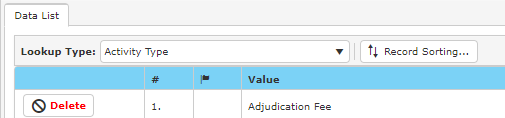 Data List
Lookup Type: Activity Type Record Sorting...
# Value
Delete 1. Adjudication Fee